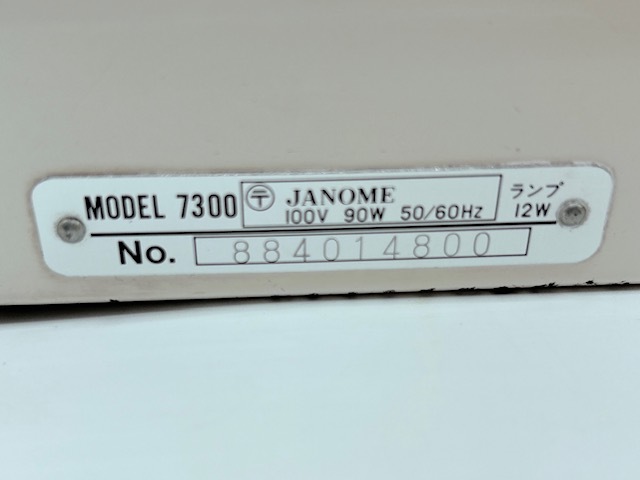 MODEL 7300 〶 JANOME ランプ
100V 90W 50/60Hz 12W
No. 884014800